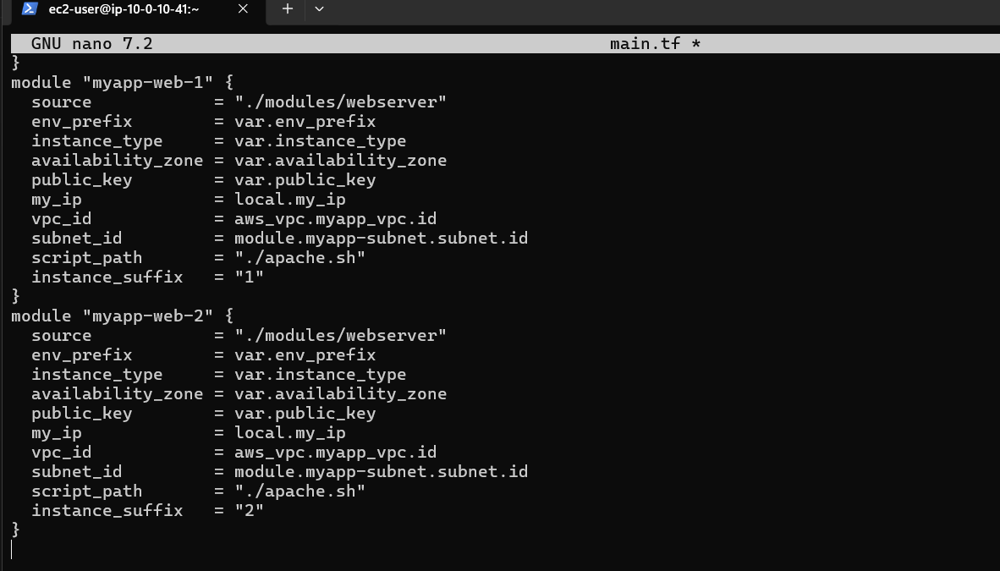 ec2-user@ip-10-0-10-41:~
GNU nano 7.2 main.tf *
}
module "myapp-web-1" {
  source            = "./modules/webserver"
  env_prefix        = var.env_prefix
  instance_type     = var.instance_type
  availability_zone = var.availability_zone
  public_key        = var.public_key
  my_ip             = local.my_ip
  vpc_id            = aws_vpc.myapp_vpc.id
  subnet_id         = module.myapp-subnet.subnet.id
  script_path       = "./apache.sh"
  instance_suffix   = "1"
}
module "myapp-web-2" {
  source            = "./modules/webserver"
  env_prefix        = var.env_prefix
  instance_type     = var.instance_type
  availability_zone = var.availability_zone
  public_key        = var.public_key
  my_ip             = local.my_ip
  vpc_id            = aws_vpc.myapp_vpc.id
  subnet_id         = module.myapp-subnet.subnet.id
  script_path       = "./apache.sh"
  instance_suffix   = "2"
}